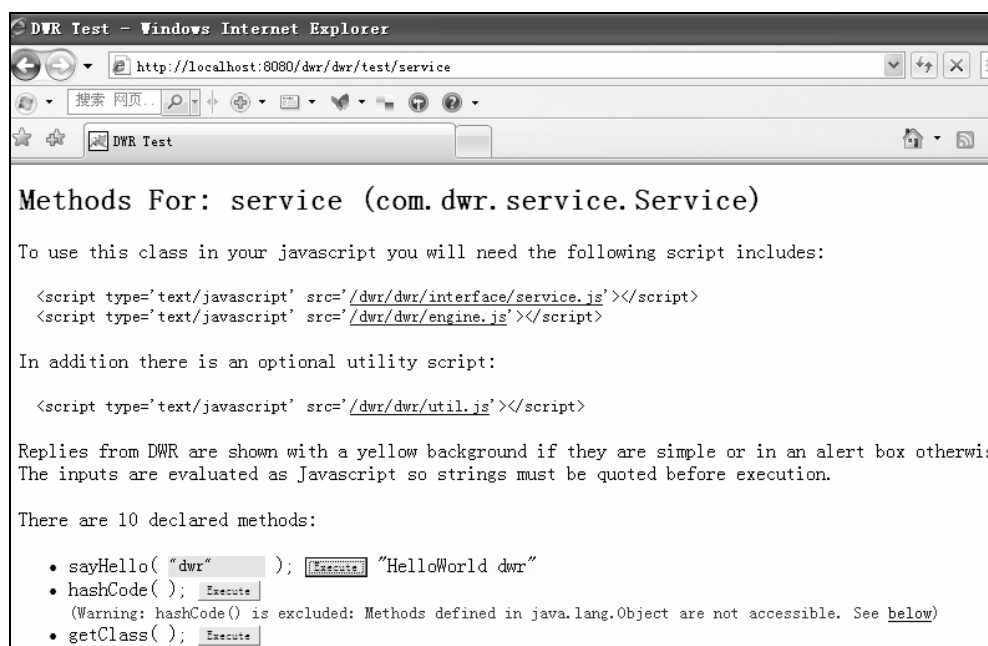 DWR Test - Windows Internet Explorer
http://localhost:8080/dwr/dwr/test/service
搜索 网页..
DWR Test
Methods For: service (com.dwr.service.Service)
To use this class in your javascript you will need the following script includes:
<script type='text/javascript' src='/dwr/dwr/interface/service.js'></script>
<script type='text/javascript' src='/dwr/dwr/engine.js'></script>
In addition there is an optional utility script:
<script type='text/javascript' src='/dwr/dwr/util.js'></script>
Replies from DWR are shown with a yellow background if they are simple or in an alert box otherwis
The inputs are evaluated as Javascript so strings must be quoted before execution.
There are 10 declared methods:
• sayHello( "dwr" ); Execute "HelloWorld dwr"
• hashCode( ); Execute
(Warning: hashCode() is excluded: Methods defined in java.lang.Object are not accessible. See below)
• getClass( ); Execute